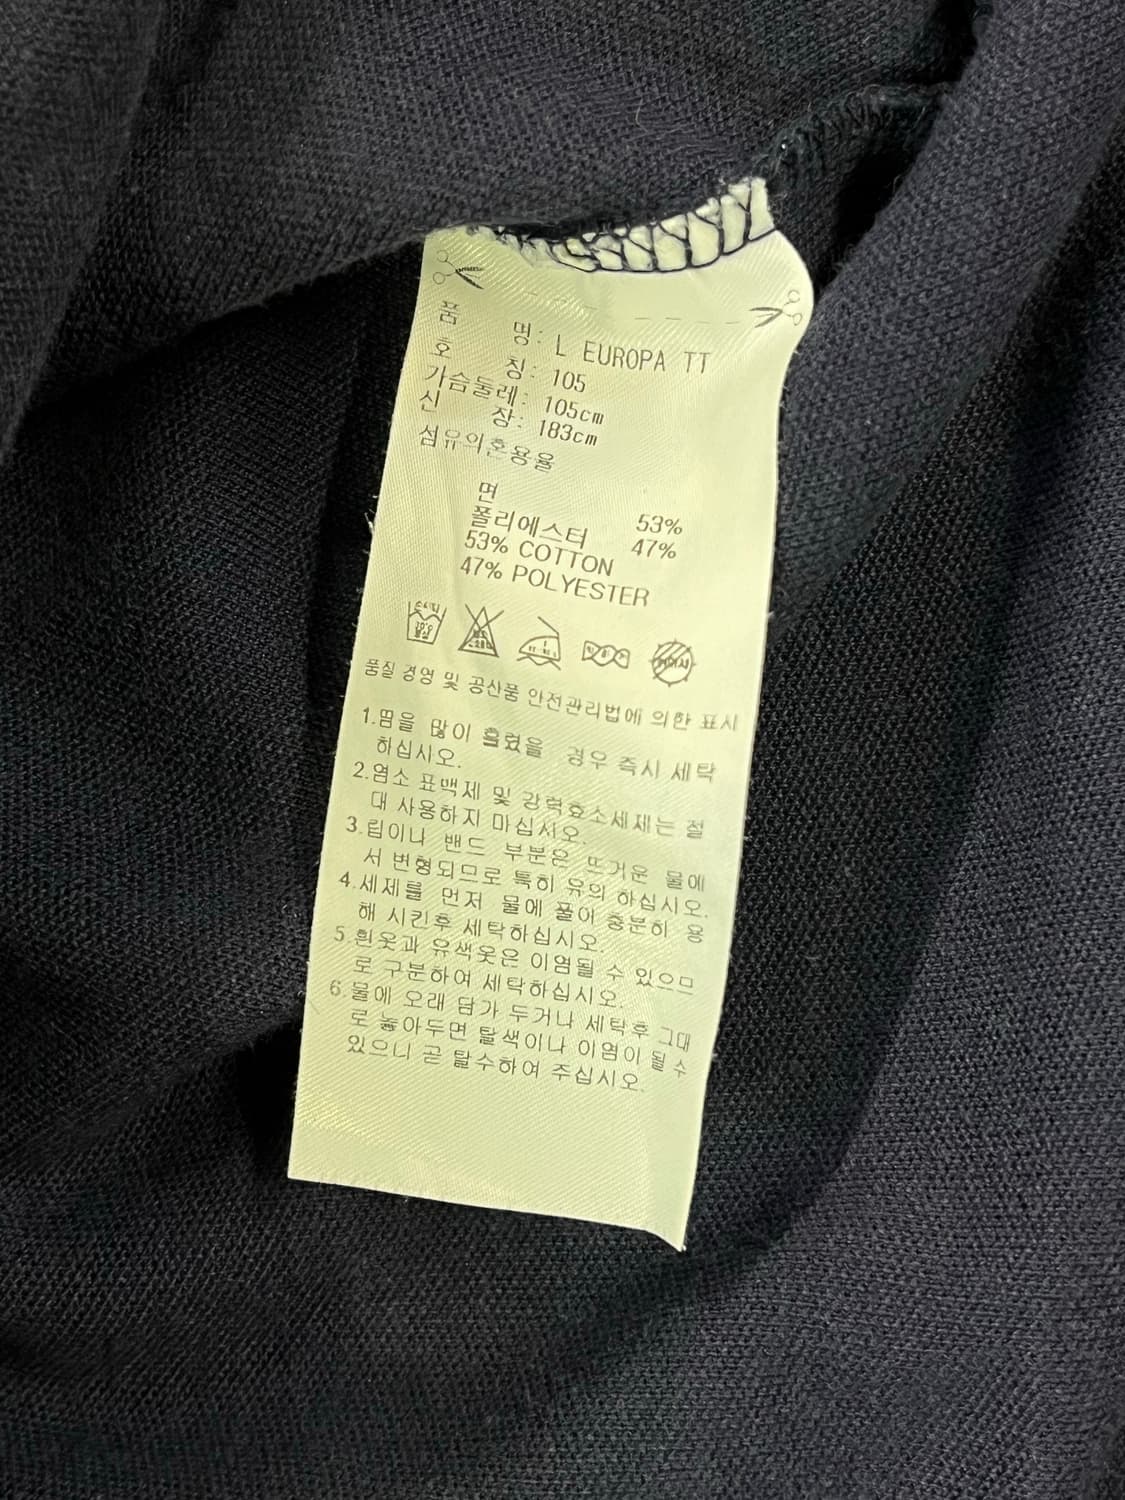 품 명: L EUROPA TT
호 칭: 105
가슴둘레: 105cm
신 장: 183cm
섬유의혼용율
면 53%
폴리에스터 47%
53% COTTON
47% POLYESTER
품질 경영 및 공산품 안전관리법에 의한 표시
1.땀을 많이 흘렸을 경우 즉시 세탁
하십시오.
2.염소 표백제 및 강력효소세제는 절
대 사용하지 마십시오.
3.립이나 밴드 부분은 뜨거운 물에
서 변형되므로 특히 유의 하십시오.
4.세제를 먼저 물에 풀어 충분히 용
해 시킨후 세탁하십시오.
5.흰옷과 유색옷은 이염될 수 있으므
로 구분하여 세탁하십시오.
6.물에 오래 담가 두거나 세탁후 그대
로 놓아두면 탈색이나 이염이 될 수
있으니 곧 탈수하여 주십시오.